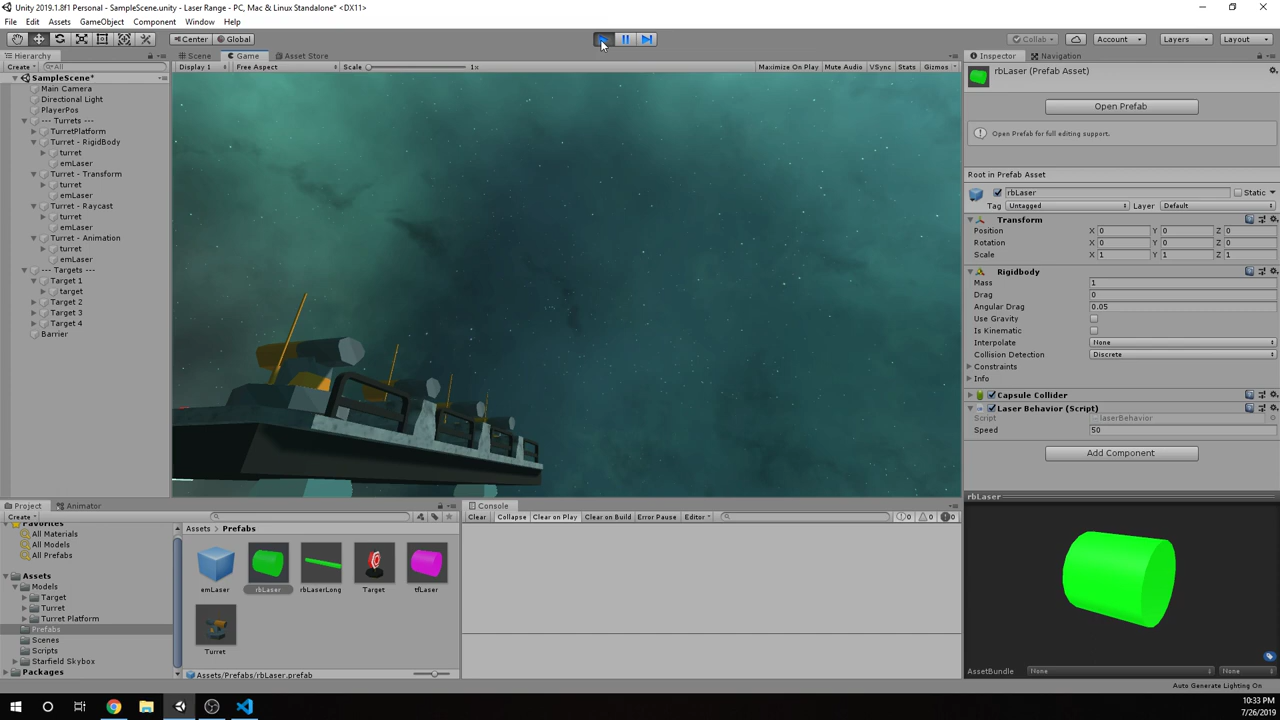 Unity 2019.1.8f1 Personal - SampleScene.unity - Laser Range - PC, Mac & Linux Standalone* <DX11>
File Edit Assets GameObject Component Window Help
Center Global Collab Account Layers Layout
Hierarchy Scene Game Asset Store Inspector Navigation
Create All Display 1 Free Aspect Scale 1x Maximize On Play Mute Audio VSync Stats Gizmos
rbLaser (Prefab Asset)
SampleScene*
Main Camera
Directional Light
PlayerPos
--- Turrets ---
TurretPlatform
Turret - RigidBody
turret
emLaser
Turret - Transform
turret
emLaser
Turret - Raycast
turret
emLaser
Turret - Animation
turret
emLaser
--- Targets ---
Target 1
target
Target 2
Target 3
Target 4
Barrier
Open Prefab
Open Prefab for full editing support.
Root in Prefab Asset
rbLaser Static
Tag Untagged Layer Default
Transform
Position X 0 Y 0 Z 0
Rotation X 0 Y 0 Z 0
Scale X 1 Y 1 Z 1
Rigidbody
Mass 1
Drag 0
Angular Drag 0.05
Use Gravity
Is Kinematic
Interpolate None
Collision Detection Discrete
Constraints
Info
Capsule Collider
Laser Behavior (Script)
Script laserBehavior
Speed 50
Add Component
rbLaser
AssetBundle None None
Project Animator
Create
Favorites
All Materials
All Models
All Prefabs
Assets
Models
Target
Turret
Turret Platform
Prefabs
Scenes
Scripts
Starfield Skybox
Packages
Assets Prefabs
emLaser rbLaser rbLaserLong Target tfLaser
Turret
Assets/Prefabs/rbLaser.prefab
Console
Clear Collapse Clear on Play Clear on Build Error Pause Editor 0 0 0
Auto Generate Lighting On
10:33 PM
7/26/2019